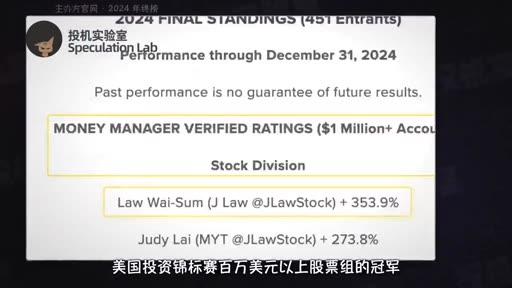 主办方官网 · 2024 年终榜
投机实验室
Speculation Lab
2024 FINAL STANDINGS (451 Entrants)
Performance through December 31, 2024
Past performance is no guarantee of future results.
MONEY MANAGER VERIFIED RATINGS ($1 Million+ Accou
Stock Division
Law Wai-Sum (J Law @JLawStock) + 353.9%
Judy Lai (MYT @JLawStock) + 273.8%
美国投资锦标赛百万美元以上股票组的冠军